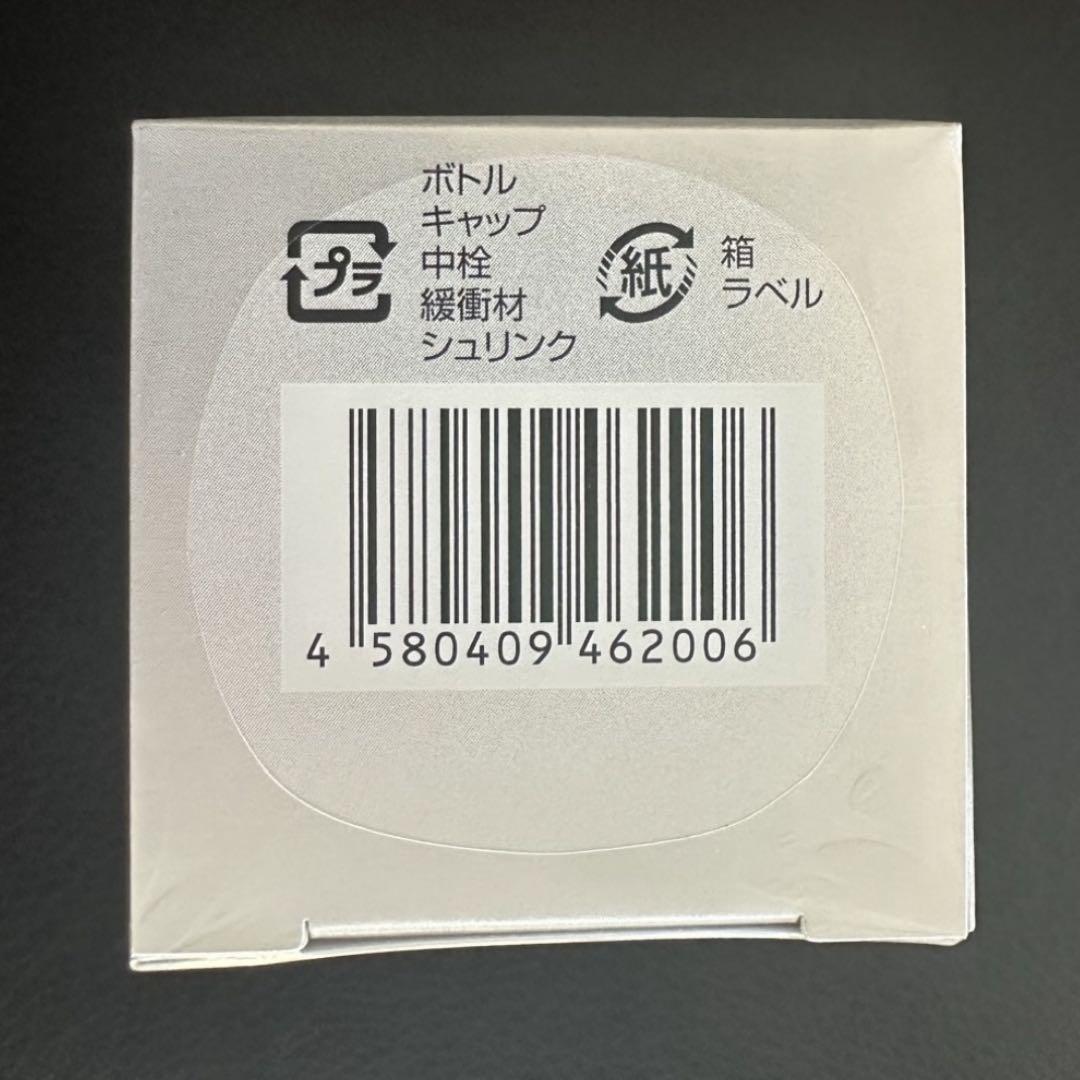 プラ
ボトル
キャップ
中栓
緩衝材
シュリンク
紙
箱
ラベル
4 580409 462006